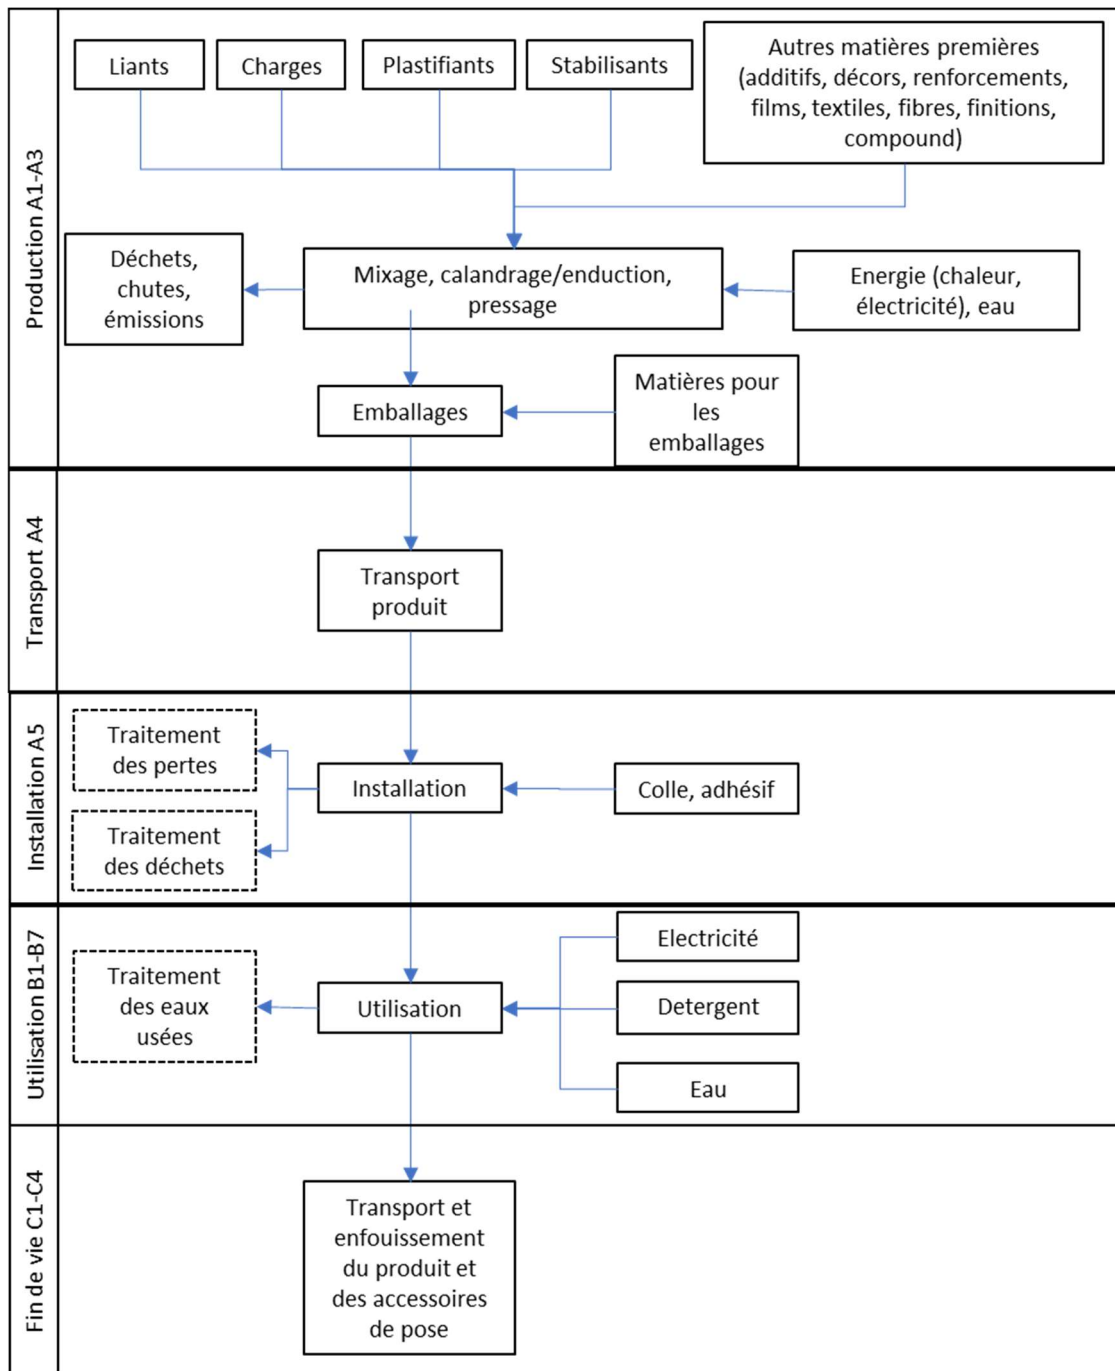 Production A1-A3
Liants
Charges
Plastifiants
Stabilisants
Autres matières premières
(additifs, décors, renforcements,
films, textiles, fibres, finitions,
compound)
Déchets,
chutes,
émissions
Mixage, calandrage/enduction,
pressage
Energie (chaleur,
électricité), eau
Emballages
Matières pour
les
emballages
Transport A4
Transport
produit
Installation A5
Traitement
des pertes
Installation
Colle, adhésif
Traitement
des déchets
Utilisation B1-B7
Traitement
des eaux
usées
Utilisation
Electricité
Detergent
Eau
Fin de vie C1-C4
Transport et
enfouissement
du produit et
des accessoires
de pose